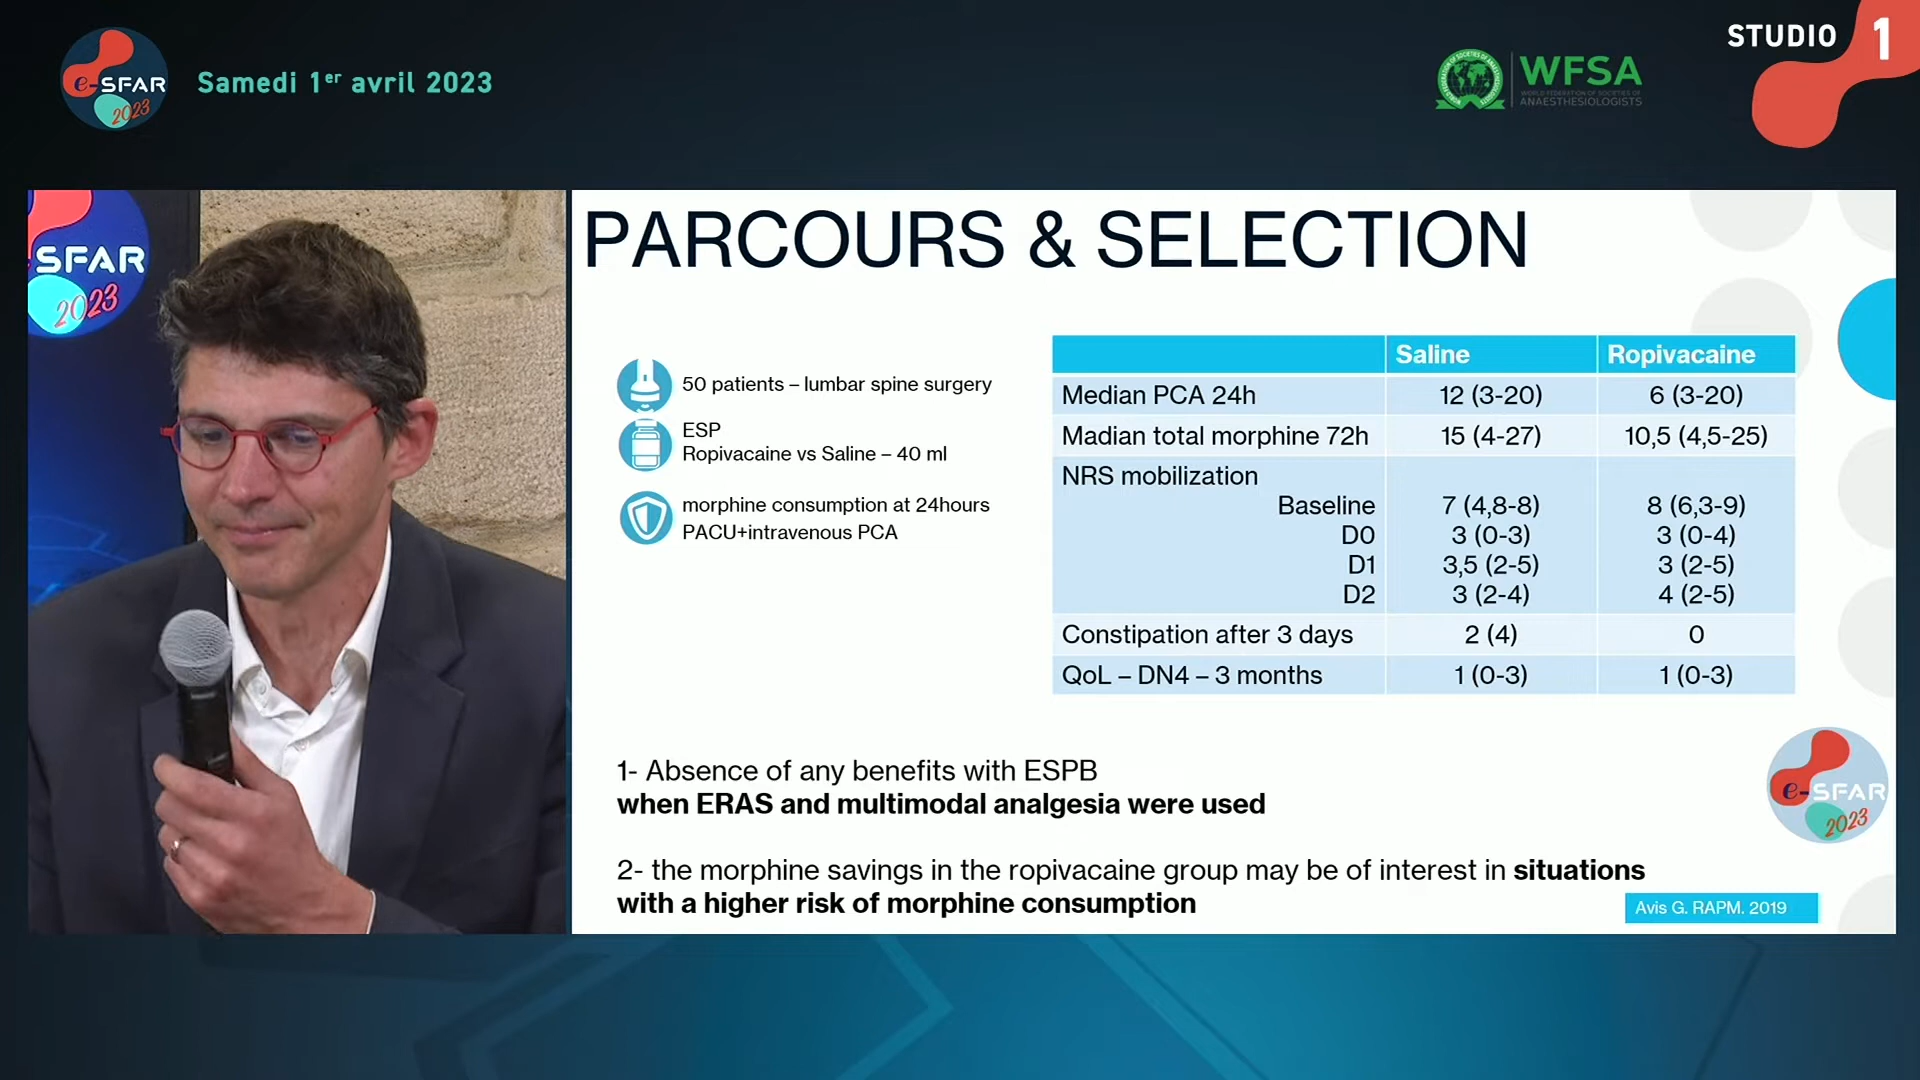 e-SFAR
2023
Samedi 1er avril 2023
WFSA
WORLD FEDERATION OF SOCIETIES OF
ANAESTHESIOLOGISTS
STUDIO 1
SFAR
2023
PARCOURS & SELECTION
50 patients – lumbar spine surgery
ESP
Ropivacaine vs Saline – 40 ml
morphine consumption at 24hours
PACU+intravenous PCA
Saline Ropivacaine
Median PCA 24h 12 (3-20) 6 (3-20)
Madian total morphine 72h 15 (4-27) 10,5 (4,5-25)
NRS mobilization
Baseline 7 (4,8-8) 8 (6,3-9)
D0 3 (0-3) 3 (0-4)
D1 3,5 (2-5) 3 (2-5)
D2 3 (2-4) 4 (2-5)
Constipation after 3 days 2 (4) 0
QoL – DN4 – 3 months 1 (0-3) 1 (0-3)
1- Absence of any benefits with ESPB
when ERAS and multimodal analgesia were used
2- the morphine savings in the ropivacaine group may be of interest in situations
with a higher risk of morphine consumption
Avis G. RAPM. 2019
e-SFAR
2023